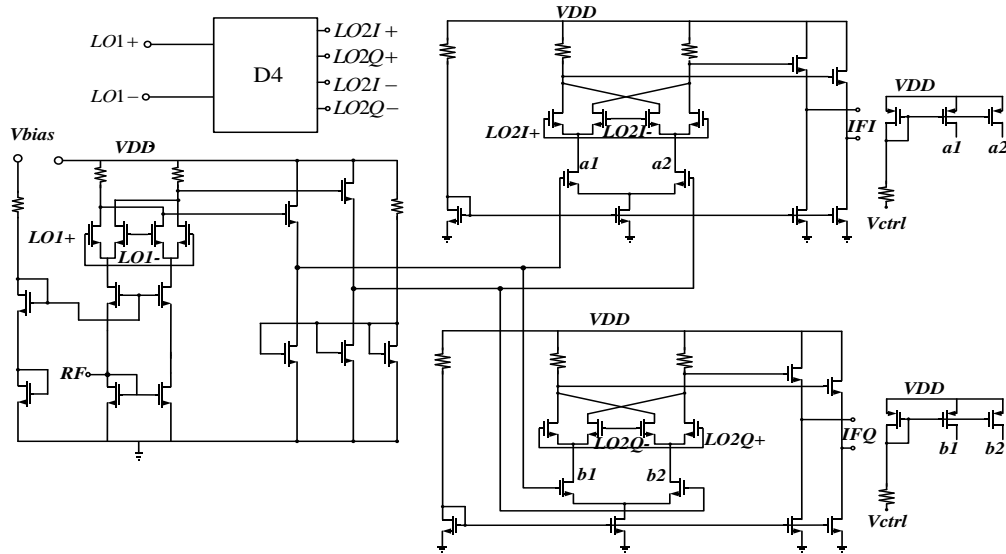 LO1+
LO1-
D4
LO2I+
LO2Q+
LO2I-
LO2Q-
Vbias
VDD
LO1+
LO1-
RF
VDD
LO2I+
LO2I-
a1
a2
IFI
VDD
a1
a2
Vctrl
VDD
LO2Q-
LO2Q+
b1
b2
IFQ
VDD
b1
b2
Vctrl